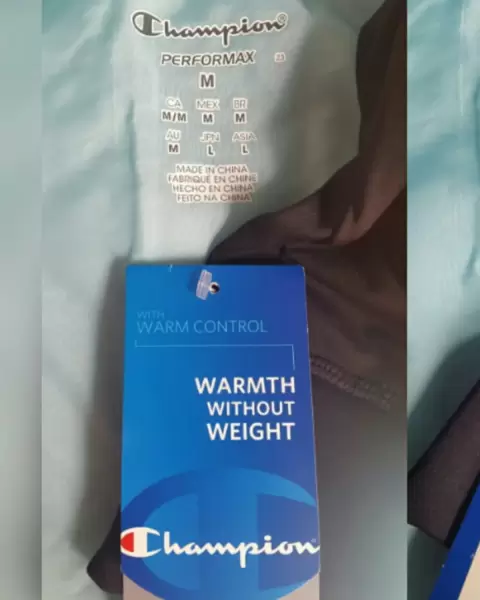 Champion
PERFORMAX
M
CA MEX BR
M/M M M
AU JPN ASIA
M L L
MADE IN CHINA
FABRIQUÉ EN CHINE
HECHO EN CHINA
FEITO NA CHINA
WITH
WARM CONTROL
WARMTH
WITHOUT
WEIGHT
Champion